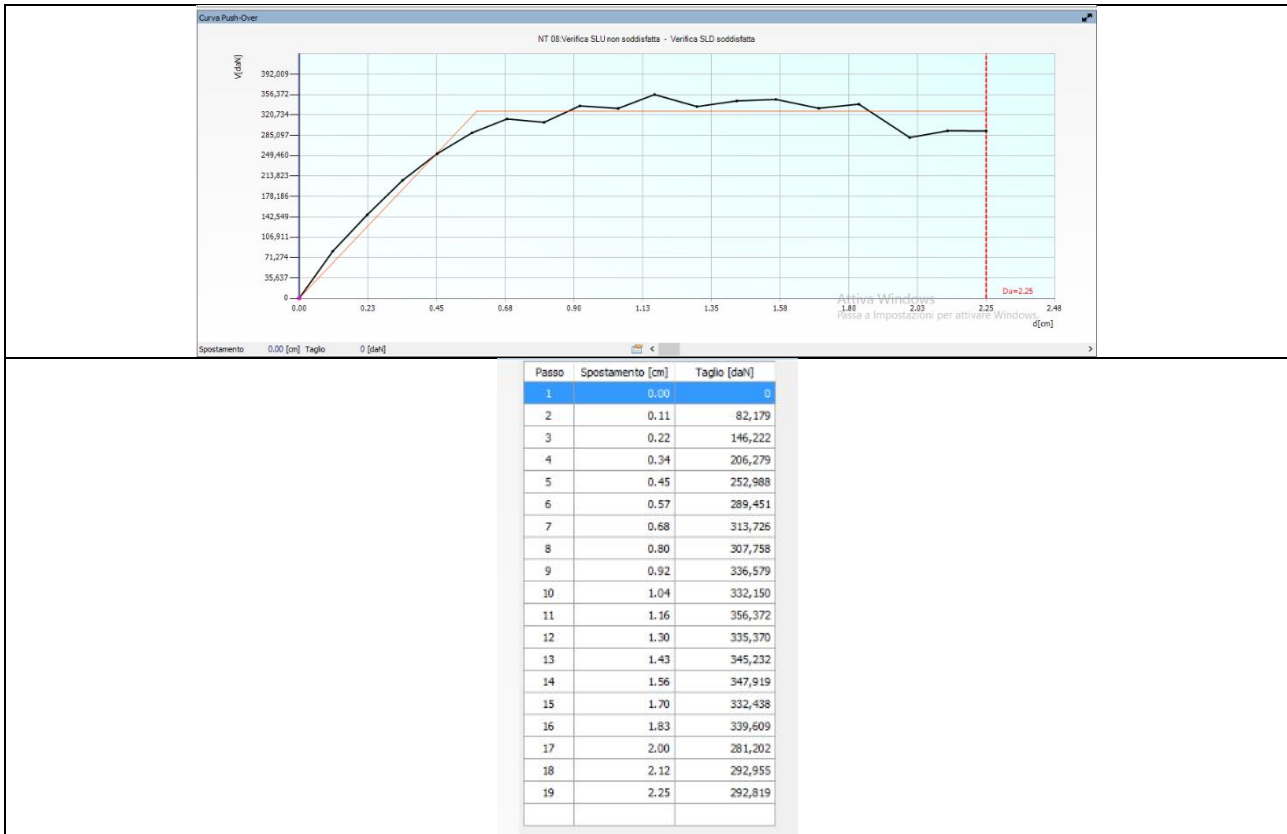 Curva Push-Over
NT 08:Verifica SLU non soddisfatta - Verifica SLD soddisfatta
V[daN]
392,009
356,372
320,734
285,097
249,460
213,823
178,186
142,549
106,911
71,274
35,637
0
0.00 0.23 0.45 0.68 0.90 1.13 1.35 1.58 1.80 2.03 2.25 2.48
Du=2.25
d[cm]
Attiva Windows
Passa a Impostazioni per attivare Windows.
Spostamento 0.00 [cm] Taglio 0 [daN]
Passo Spostamento [cm] Taglio [daN]
1 0.00 0
2 0.11 82,179
3 0.22 146,222
4 0.34 206,279
5 0.45 252,988
6 0.57 289,451
7 0.68 313,726
8 0.80 307,758
9 0.92 336,579
10 1.04 332,150
11 1.16 356,372
12 1.30 335,370
13 1.43 345,232
14 1.56 347,919
15 1.70 332,438
16 1.83 339,609
17 2.00 281,202
18 2.12 292,955
19 2.25 292,819